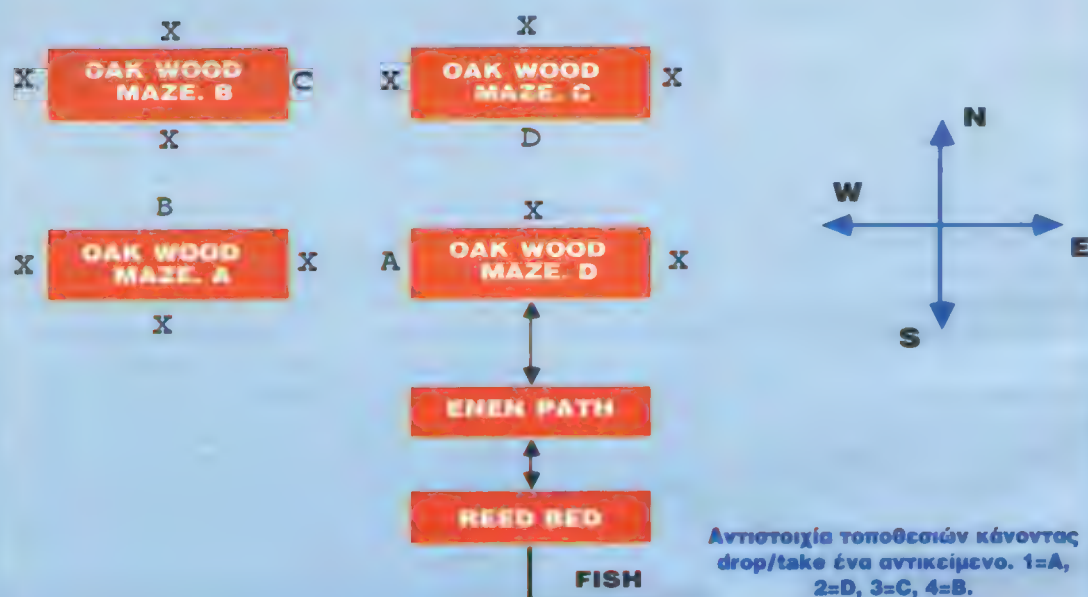 X
X
OAK WOOD
MAZE. B
C
X
X
OAK WOOD
MAZE. C
X
X
D
N
W
E
S
B
X
OAK WOOD
MAZE. A
X
X
X
A
OAK WOOD
MAZE. D
X
ENEN PATH
REED BED
FISH
Αντιστοιχία τοποθεσιών κάνοντας
drop/take ένα αντικείμενο. 1=A,
2=D, 3=C, 4=B.